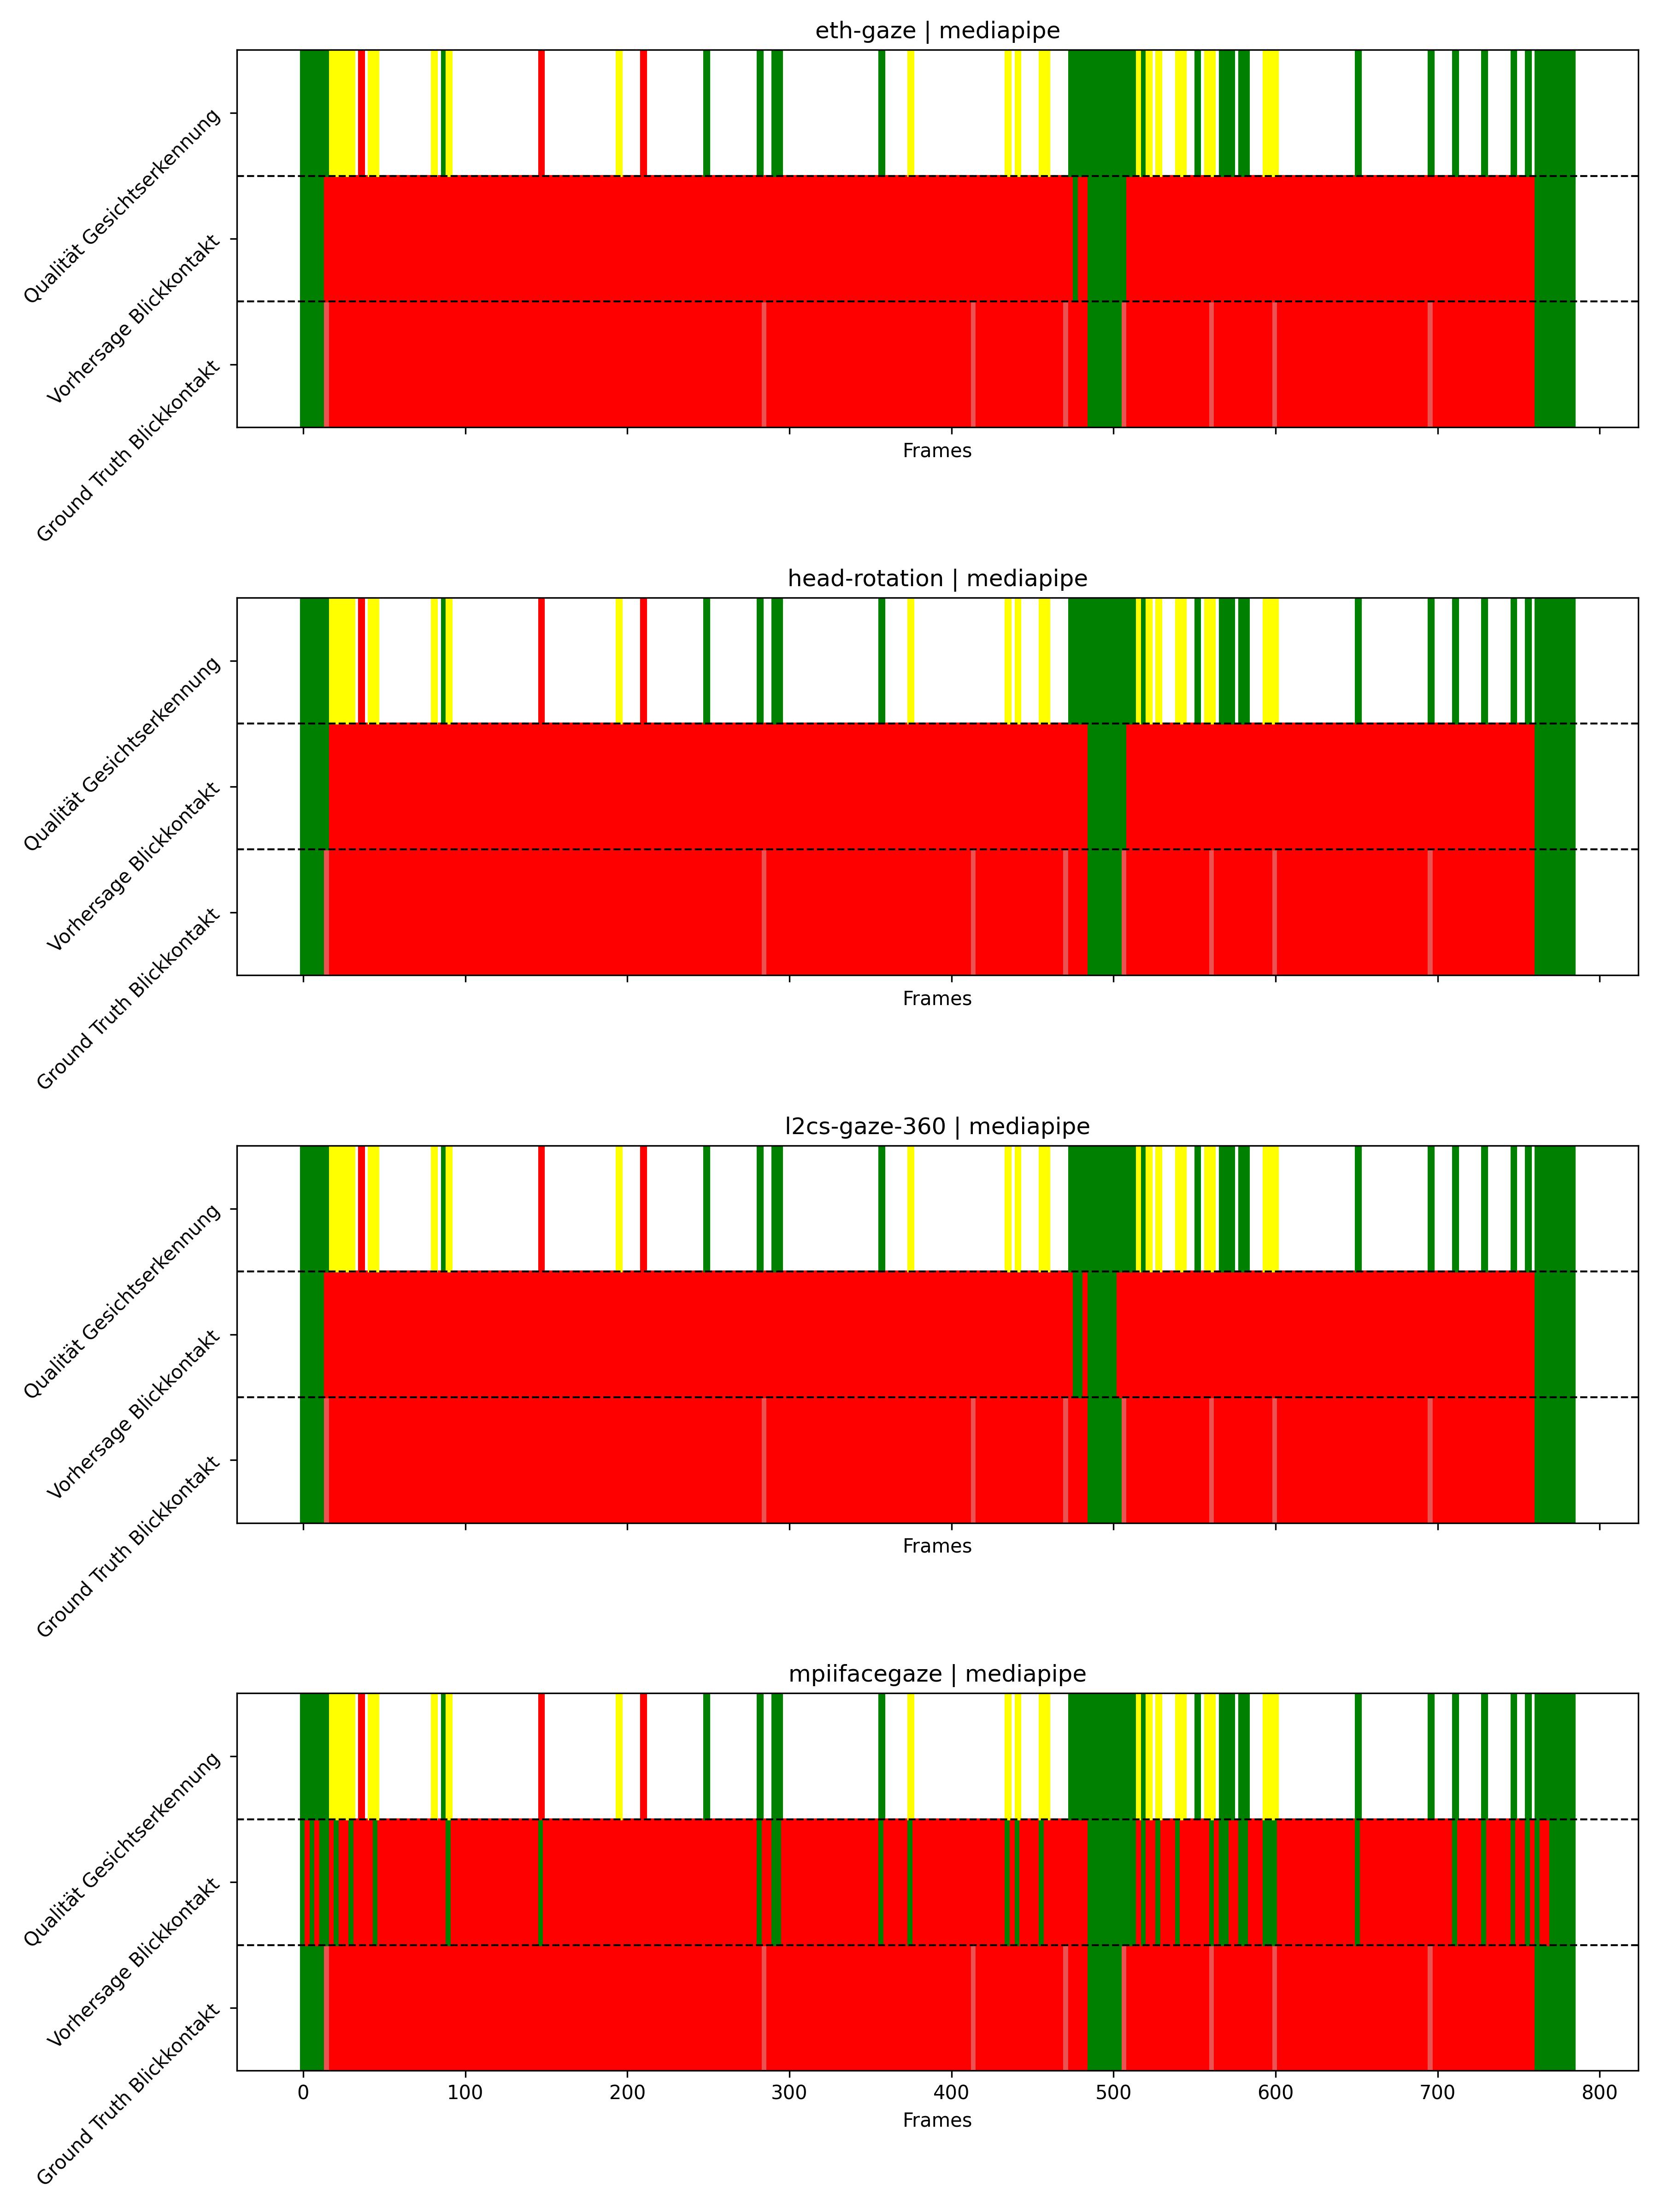 eth-gaze | mediapipe
Qualität Gesichtserkennung
Vorhersage Blickkontakt
Ground Truth Blickkontakt
Frames
head-rotation | mediapipe
Qualität Gesichtserkennung
Vorhersage Blickkontakt
Ground Truth Blickkontakt
Frames
l2cs-gaze-360 | mediapipe
Qualität Gesichtserkennung
Vorhersage Blickkontakt
Ground Truth Blickkontakt
Frames
mpiifacegaze | mediapipe
Qualität Gesichtserkennung
Vorhersage Blickkontakt
Ground Truth Blickkontakt
0 100 200 300 400 500 600 700 800
Frames